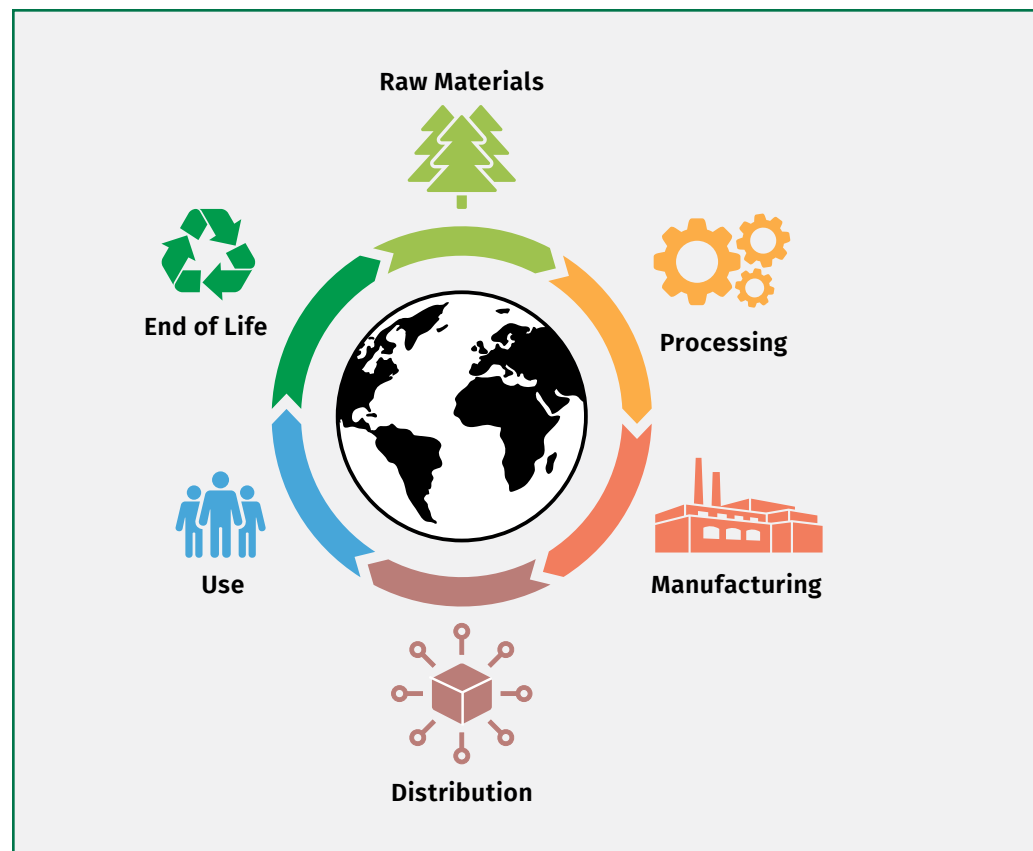 Raw Materials
Processing
Manufacturing
Distribution
Use
End of Life